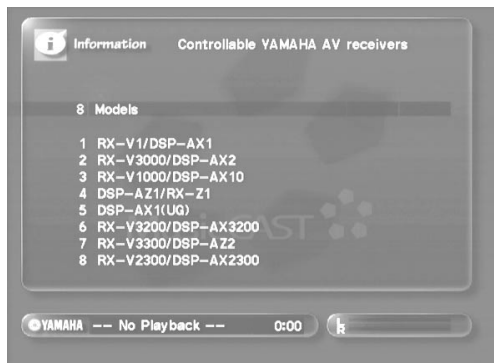 i Information Controllable YAMAHA AV receivers
8 Models
1 RX-V1/DSP-AX1
2 RX-V3000/DSP-AX2
3 RX-V1000/DSP-AX10
4 DSP-AZ1/RX-Z1
5 DSP-AX1(UG)
6 RX-V3200/DSP-AX3200
7 RX-V3300/DSP-AZ2
8 RX-V2300/DSP-AX2300
CAST
YAMAHA -- No Playback -- 0:00